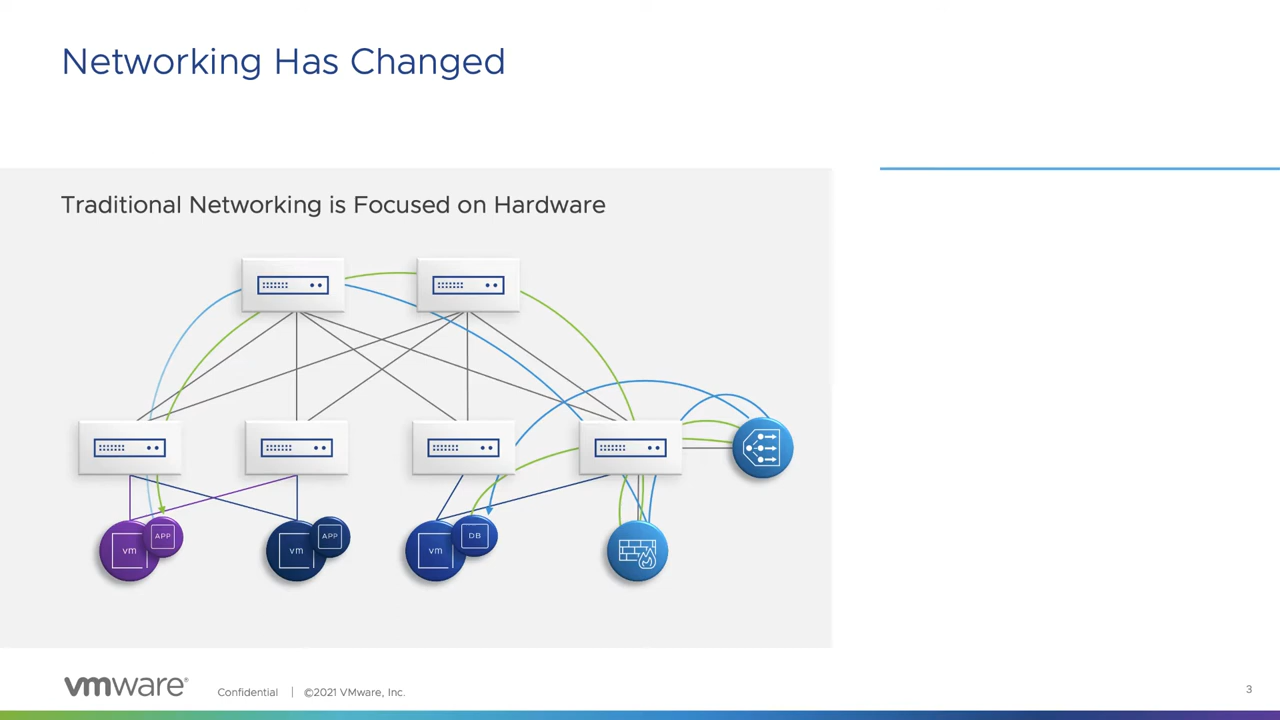 Networking Has Changed
Traditional Networking is Focused on Hardware
vm
APP
vm
APP
vm
DB
vmware®
Confidential | ©2021 VMware, Inc.
3